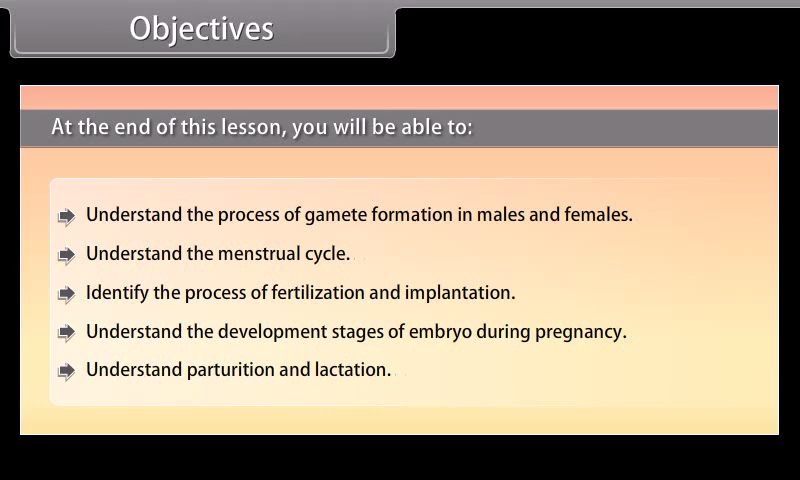 Objectives
At the end of this lesson, you will be able to:
Understand the process of gamete formation in males and females.
Understand the menstrual cycle.
Identify the process of fertilization and implantation.
Understand the development stages of embryo during pregnancy.
Understand parturition and lactation.